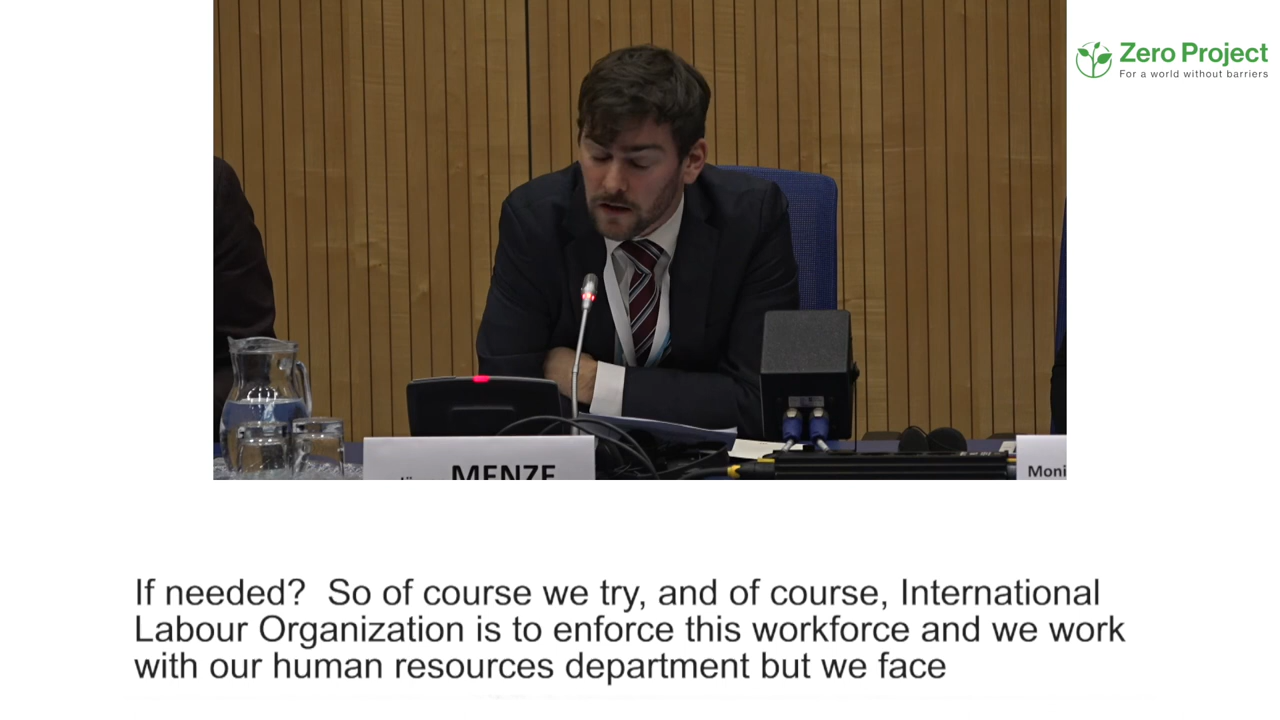 Zero Project
For a world without barriers
MENZE
Moni
If needed?  So of course we try, and of course, International
Labour Organization is to enforce this workforce and we work
with our human resources department but we face